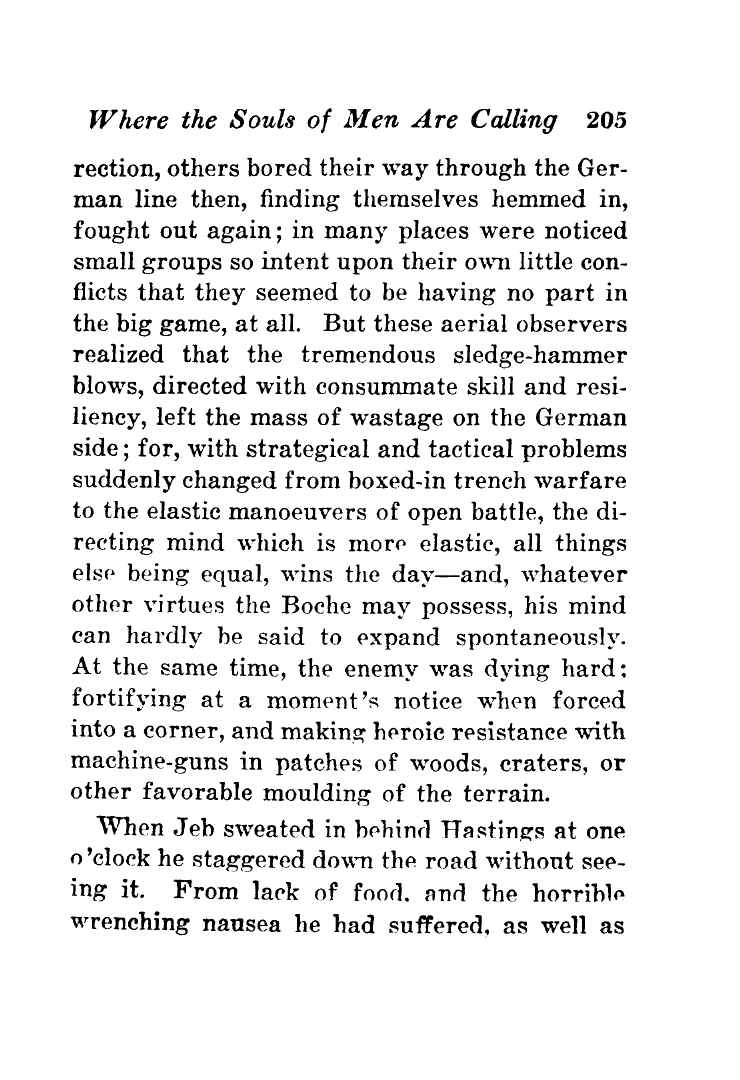 Where the Souls of Men Are Calling 205
rection, others bored their way through the Ger-
man line then, finding themselves hemmed in,
fought out again; in many places were noticed
small groups so intent upon their own little con-
flicts that they seemed to be having no part in
the big game, at all. But these aerial observers
realized that the tremendous sledge-hammer
blows, directed with consummate skill and resi-
liency, left the mass of wastage on the German
side; for, with strategical and tactical problems
suddenly changed from boxed-in trench warfare
to the elastic manoeuvers of open battle, the di-
recting mind which is more elastic, all things
else being equal, wins the day—and, whatever
other virtues the Boche may possess, his mind
can hardly be said to expand spontaneously.
At the same time, the enemy was dying hard;
fortifying at a moment's notice when forced
into a corner, and making heroic resistance with
machine-guns in patches of woods, craters, or
other favorable moulding of the terrain.
When Jeb sweated in behind Hastings at one
o'clock he staggered down the road without see-
ing it. From lack of food, and the horrible
wrenching nausea he had suffered, as well as